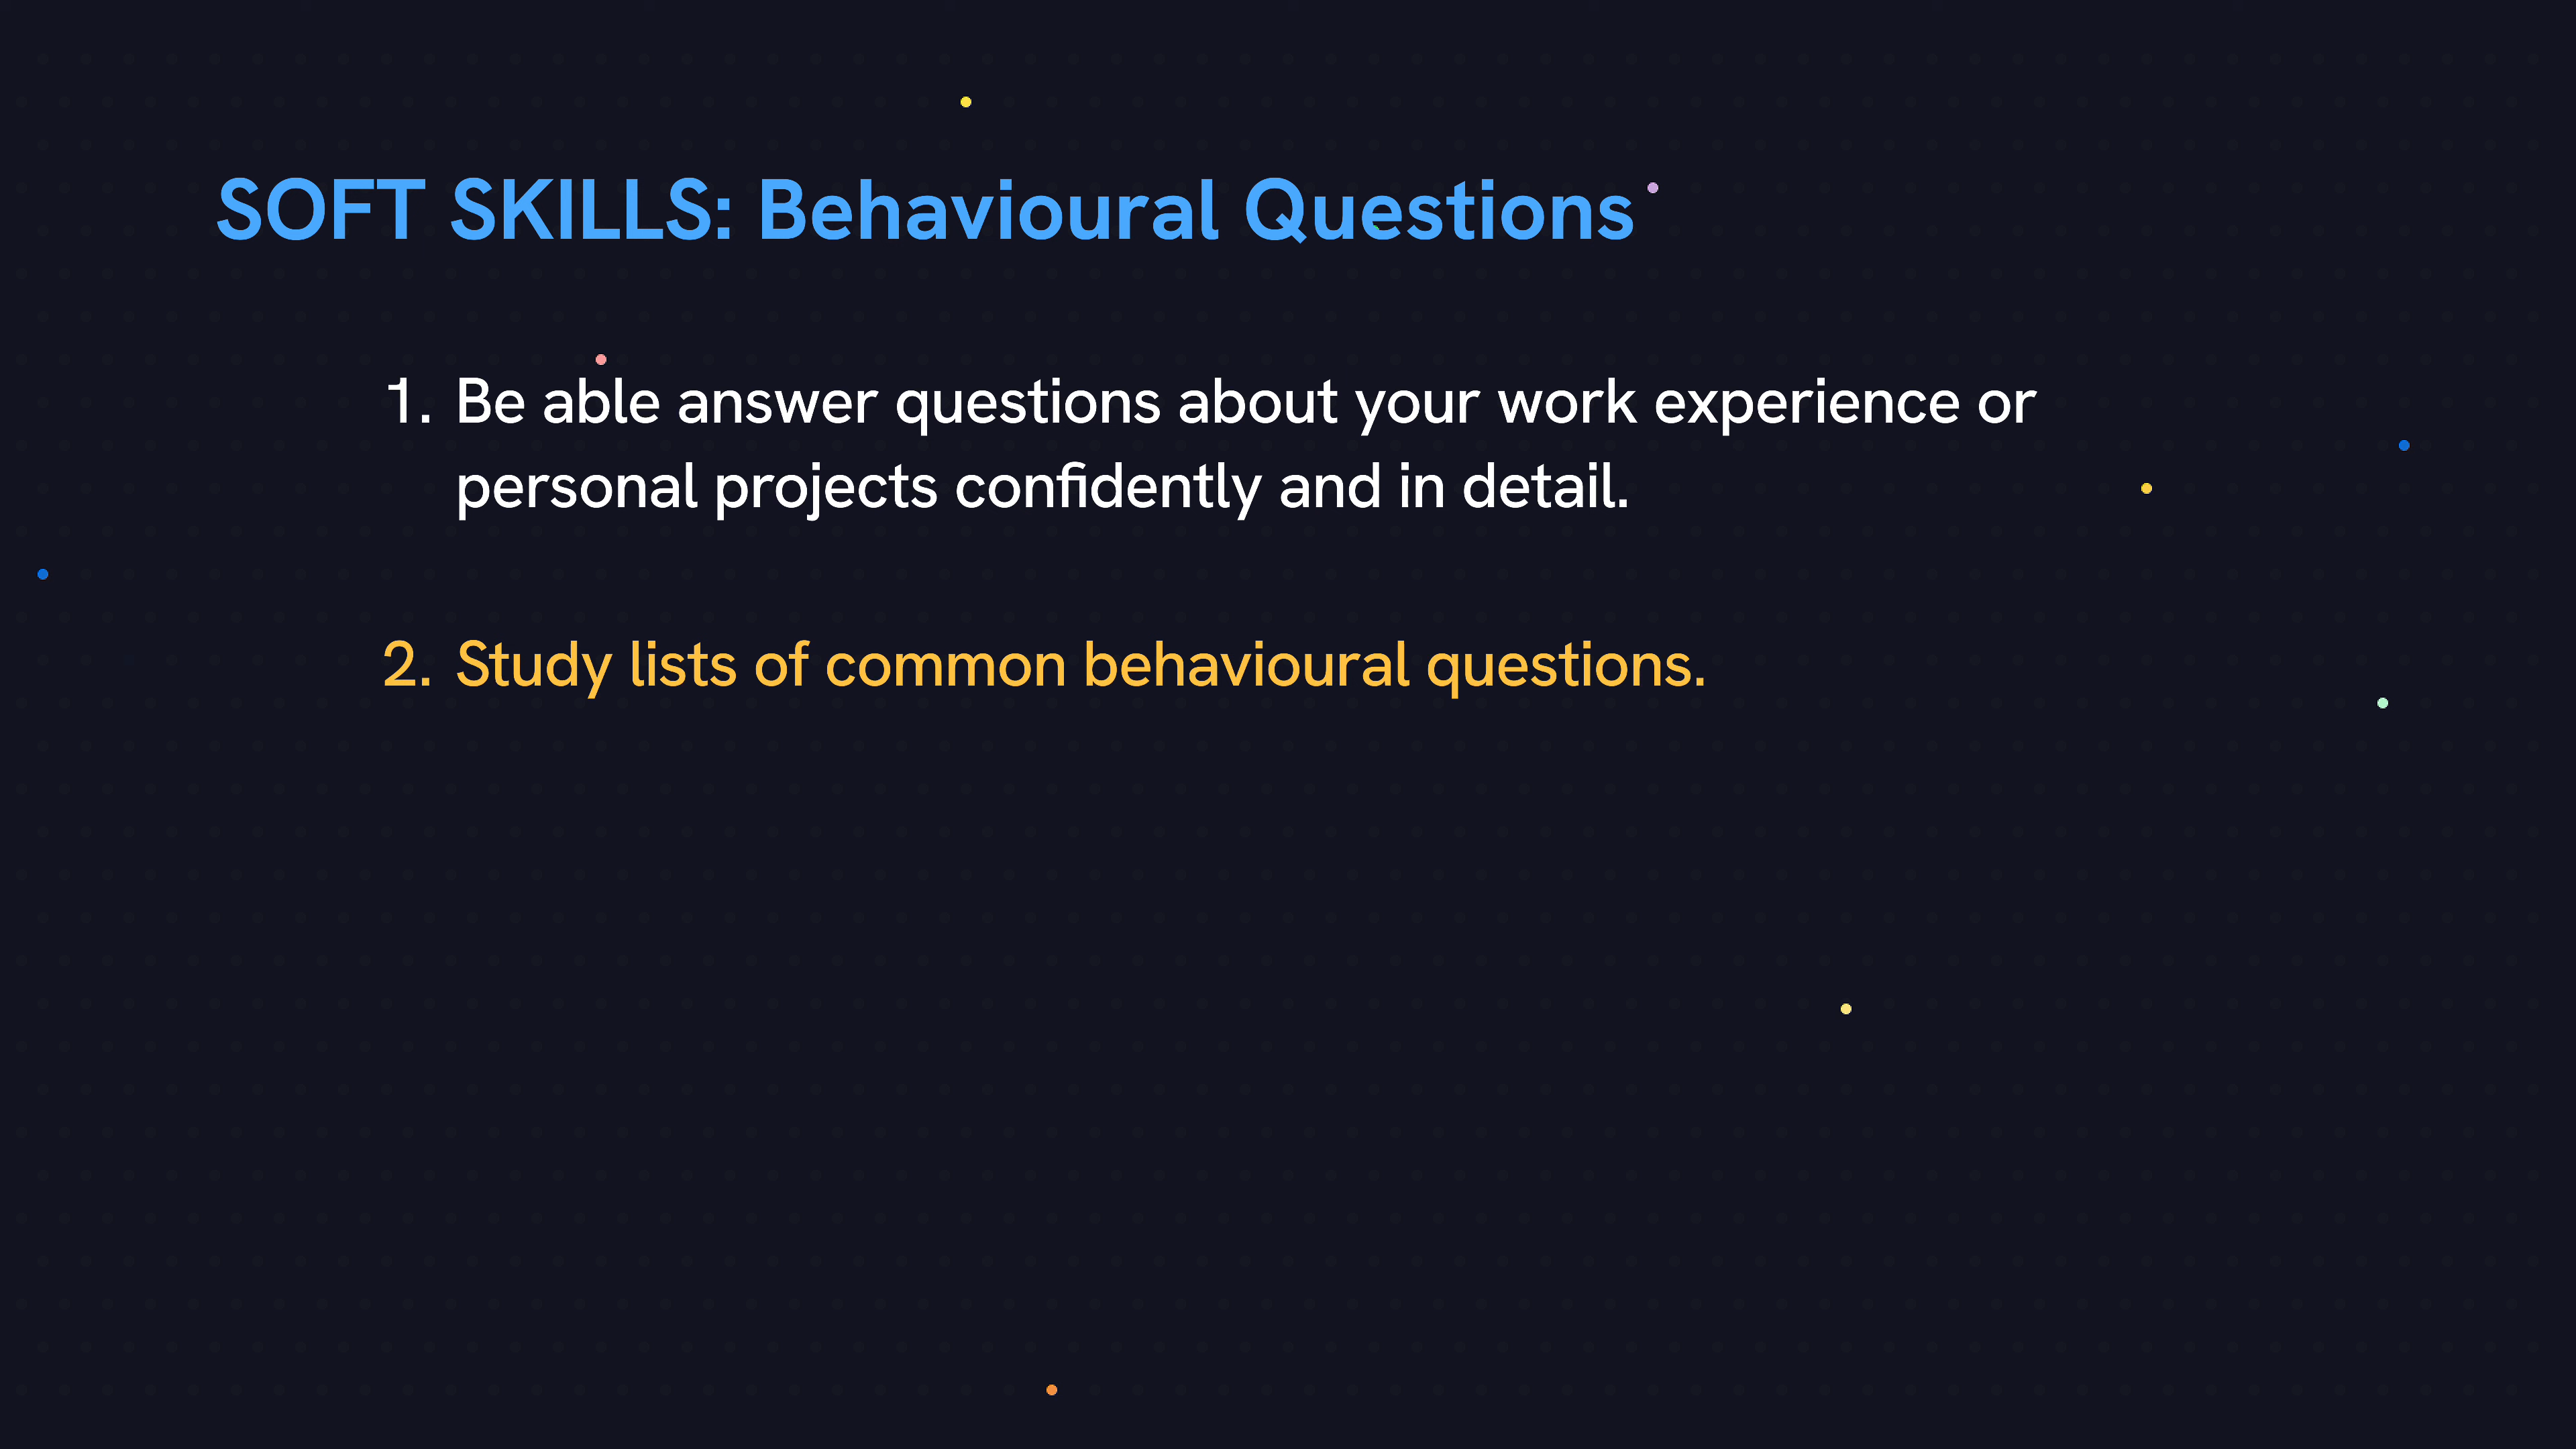 SOFT SKILLS: Behavioural Questions
1. Be able answer questions about your work experience or
personal projects confidently and in detail.
2. Study lists of common behavioural questions.